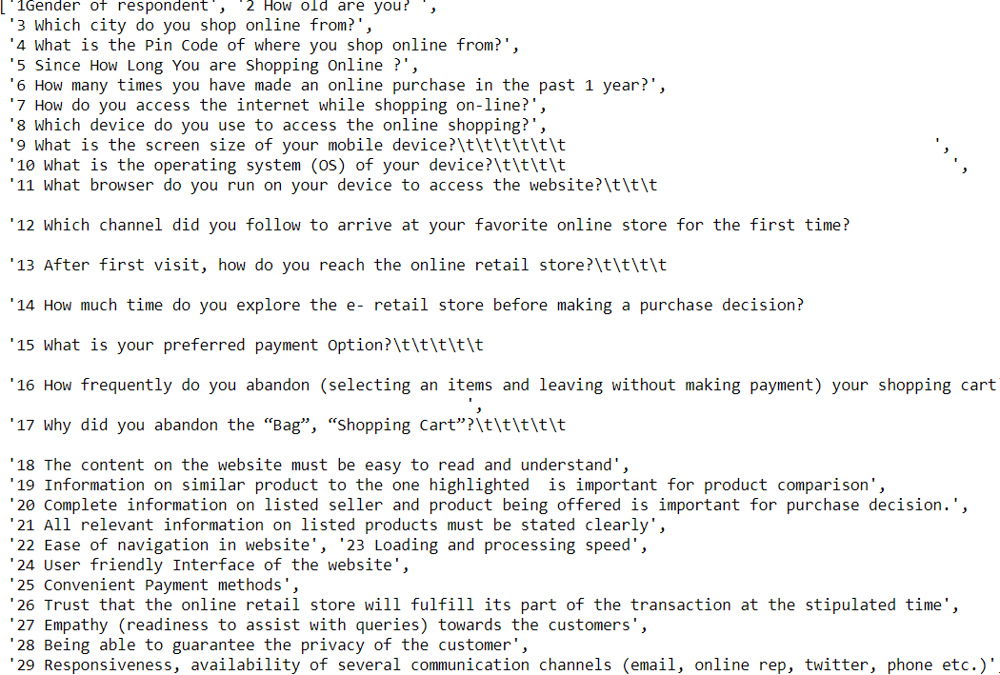 ['1Gender of respondent', '2 How old are you? ',
'3 Which city do you shop online from?',
'4 What is the Pin Code of where you shop online from?',
'5 Since How Long You are Shopping Online ?',
'6 How many times you have made an online purchase in the past 1 year?',
'7 How do you access the internet while shopping on-line?',
'8 Which device do you use to access the online shopping?',
'9 What is the screen size of your mobile device?\t\t\t\t\t\t                                        ',
'10 What is the operating system (OS) of your device?\t\t\t\t                                          ',
'11 What browser do you run on your device to access the website?\t\t\t
'12 Which channel did you follow to arrive at your favorite online store for the first time?
'13 After first visit, how do you reach the online retail store?\t\t\t\t
'14 How much time do you explore the e- retail store before making a purchase decision?
'15 What is your preferred payment Option?\t\t\t\t\t
'16 How frequently do you abandon (selecting an items and leaving without making payment) your shopping cart
',
'17 Why did you abandon the “Bag”, “Shopping Cart”?\t\t\t\t\t
'18 The content on the website must be easy to read and understand',
'19 Information on similar product to the one highlighted  is important for product comparison',
'20 Complete information on listed seller and product being offered is important for purchase decision.',
'21 All relevant information on listed products must be stated clearly',
'22 Ease of navigation in website', '23 Loading and processing speed',
'24 User friendly Interface of the website',
'25 Convenient Payment methods',
'26 Trust that the online retail store will fulfill its part of the transaction at the stipulated time',
'27 Empathy (readiness to assist with queries) towards the customers',
'28 Being able to guarantee the privacy of the customer',
'29 Responsiveness, availability of several communication channels (email, online rep, twitter, phone etc.)'